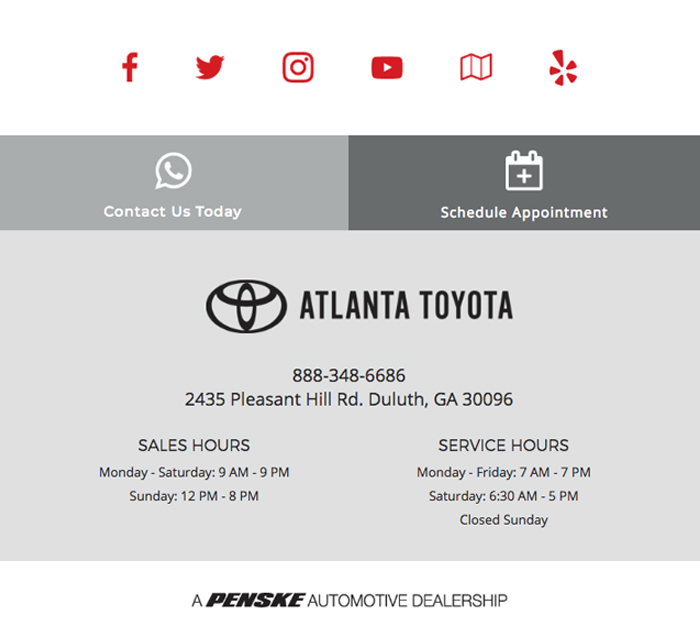 Contact Us Today
Schedule Appointment
ATLANTA TOYOTA
888-348-6686
2435 Pleasant Hill Rd. Duluth, GA 30096
SALES HOURS
Monday - Saturday: 9 AM - 9 PM
Sunday: 12 PM - 8 PM
SERVICE HOURS
Monday - Friday: 7 AM - 7 PM
Saturday: 6:30 AM - 5 PM
Closed Sunday
A PENSKE AUTOMOTIVE DEALERSHIP